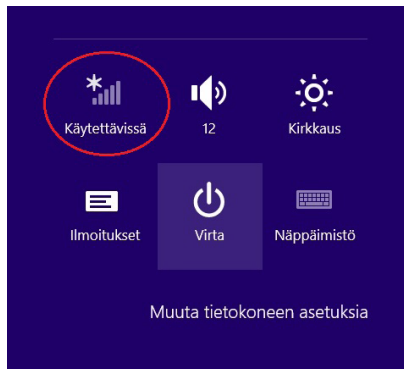 Käytettävissä 12 Kirkkaus
Ilmoitukset Virta Näppäimistö
Muuta tietokoneen asetuksia